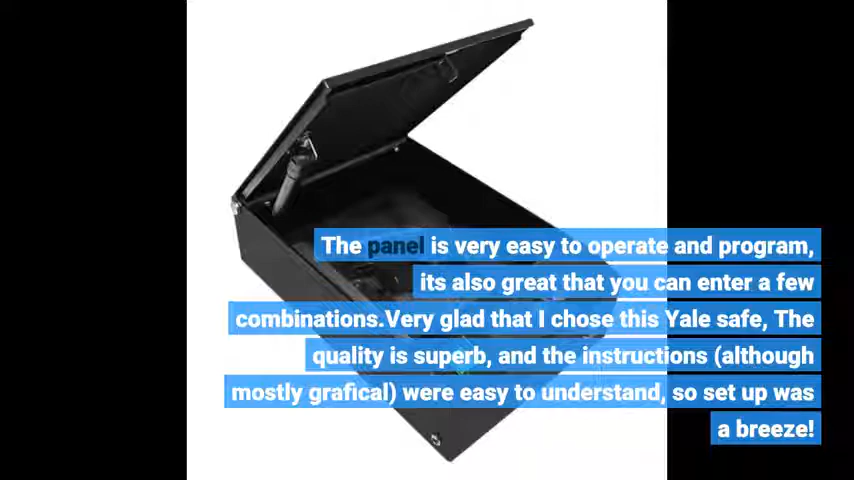 The panel is very easy to operate and program,
its also great that you can enter a few
combinations.Very glad that I chose this Yale safe, The
quality is superb, and the instructions (although
mostly grafical) were easy to understand, so set up was
a breeze!